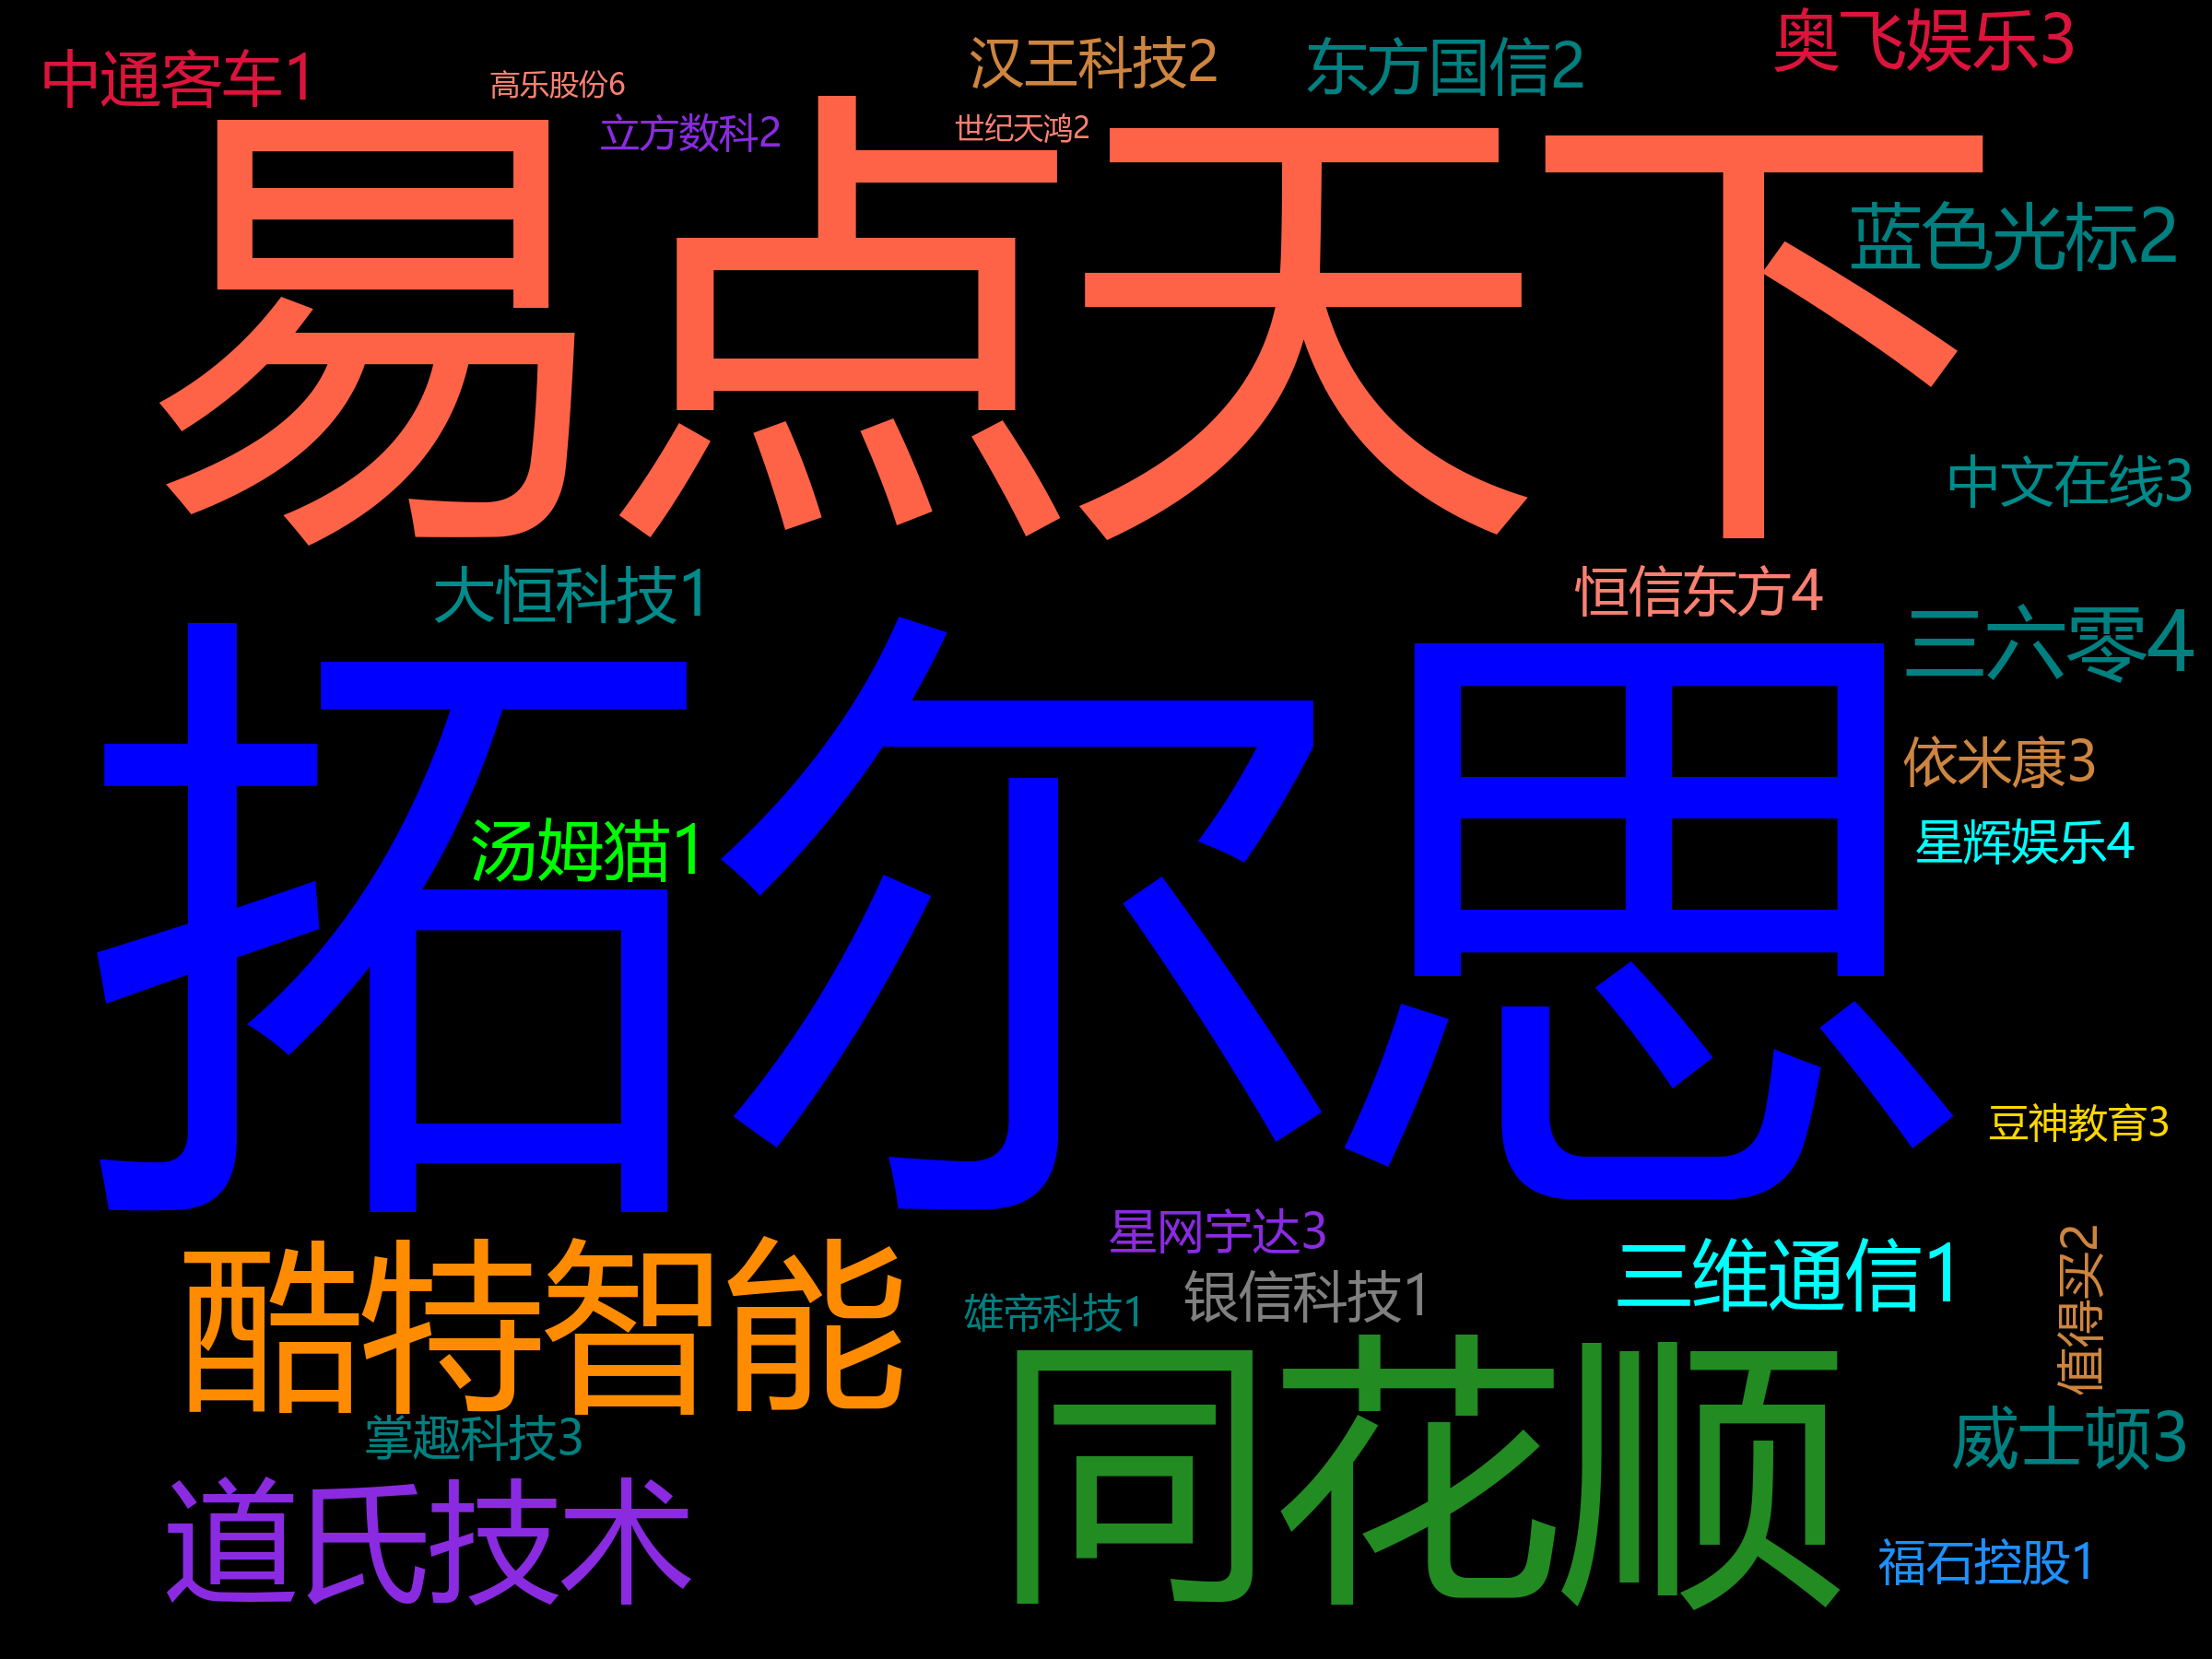 奥飞娱乐3
中通客车1
汉王科技2
东方国信2
高乐股份6
立方数科2
世纪天鸿2
易点天下
蓝色光标2
中文在线3
大恒科技1
恒信东方4
三六零4
拓尔思
依米康3
汤姆猫1
星辉娱乐4
豆神教育3
星网宇达3
三维通信1
酷特智能
银信科技1
雄帝科技1
值得买2
同花顺
掌趣科技3
威士顿3
道氏技术
福石控股1